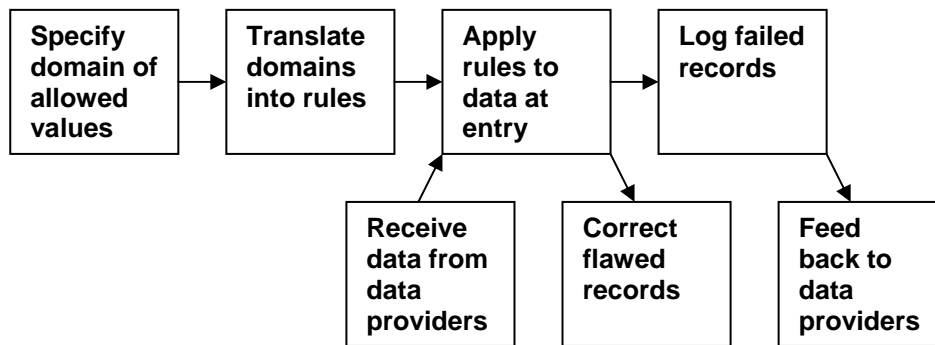 Specify
domain of
allowed
values
Translate
domains
into rules
Apply
rules to
data at
entry
Log failed
records
Receive
data from
data
providers
Correct
flawed
records
Feed
back to
data
providers